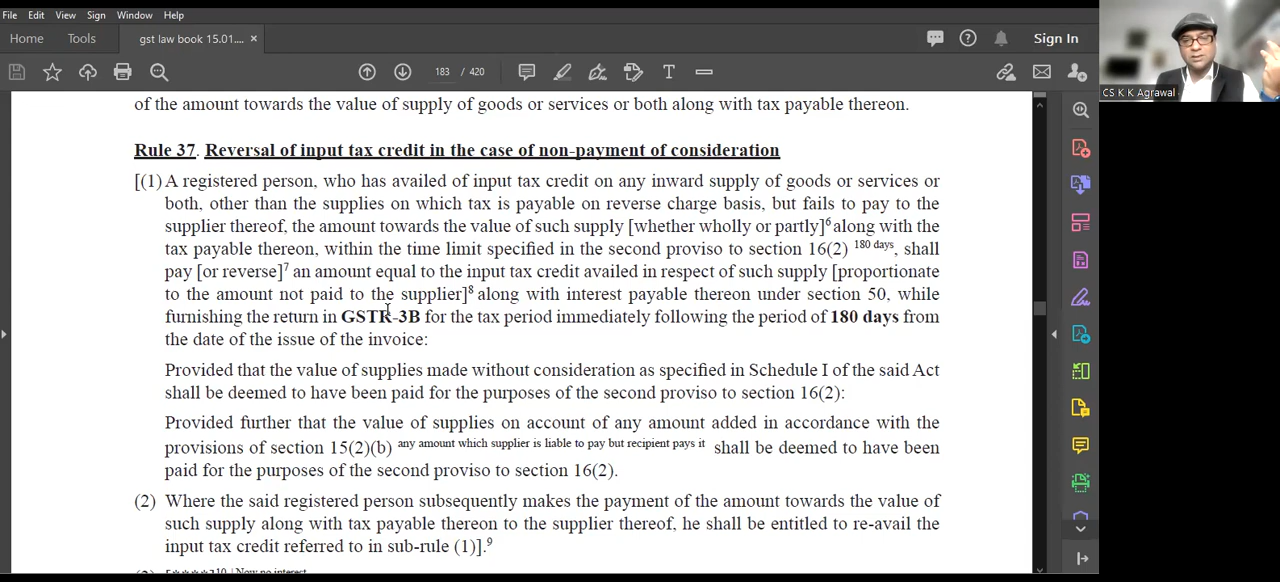 File Edit View Sign Window Help
Home Tools gst law book 15.01.... × Sign In
183 / 420
CS K K Agrawal
of the amount towards the value of supply of goods or services or both along with tax payable thereon.
Rule 37. Reversal of input tax credit in the case of non-payment of consideration
[(1) A registered person, who has availed of input tax credit on any inward supply of goods or services or
both, other than the supplies on which tax is payable on reverse charge basis, but fails to pay to the
supplier thereof, the amount towards the value of such supply [whether wholly or partly]6 along with the
tax payable thereon, within the time limit specified in the second proviso to section 16(2) 180 days, shall
pay [or reverse]7 an amount equal to the input tax credit availed in respect of such supply [proportionate
to the amount not paid to the supplier]8 along with interest payable thereon under section 50, while
furnishing the return in GSTR-3B for the tax period immediately following the period of 180 days from
the date of the issue of the invoice:
Provided that the value of supplies made without consideration as specified in Schedule I of the said Act
shall be deemed to have been paid for the purposes of the second proviso to section 16(2):
Provided further that the value of supplies on account of any amount added in accordance with the
provisions of section 15(2)(b) any amount which supplier is liable to pay but recipient pays it shall be deemed to have been
paid for the purposes of the second proviso to section 16(2).
(2) Where the said registered person subsequently makes the payment of the amount towards the value of
such supply along with tax payable thereon to the supplier thereof, he shall be entitled to re-avail the
input tax credit referred to in sub-rule (1)].9